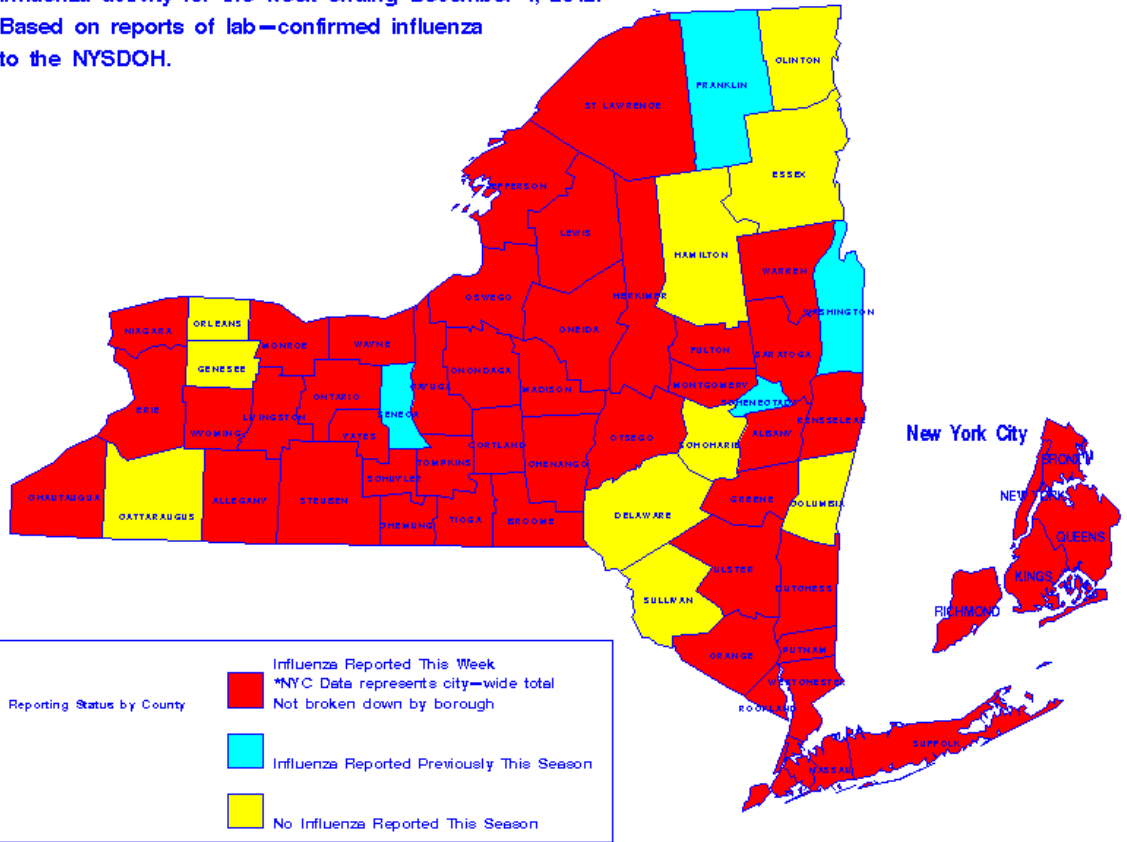 Based on reports of lab-confirmed influenza
to the NYSDOH.
CLINTON
FRANKLIN
ST LAWRENCE
ESSEX
JEFFERSON
LEWIS
HAMILTON
WARREN
HERKIMER
OSWEGO
WASHINGTON
ORLEANS
NIAGARA
ONEIDA
MONROE
WAYNE
FULTON
SARATOGA
GENESEE
ONONDAGA
CAYUGA
MADISON
MONTGOMERY
ONTARIO
SCHENECTADY
ERIE
SENECA
LIVINGSTON
RENSSELAER
WYOMING
YATES
OTSEGO
ALBANY
New York City
CORTLAND
SCHOHARIE
TOMPKINS
CHENANGO
BRONX
SCHUYLER
CHAUTAUQUA
ALLEGANY
STEUBEN
GREENE
NEW YORK
COLUMBIA
CATTARAUGUS
DELAWARE
TIOGA
BROOME
CHEMUNG
QUEENS
ULSTER
KINGS
DUTCHESS
SULLIVAN
RICHMOND
PUTNAM
ORANGE
WESTCHESTER
ROCKLAND
SUFFOLK
NASSAU
Influenza Reported This Week
*NYC Data represents city-wide total
Reporting Status by County
Not broken down by borough
Influenza Reported Previously This Season
No Influenza Reported This Season